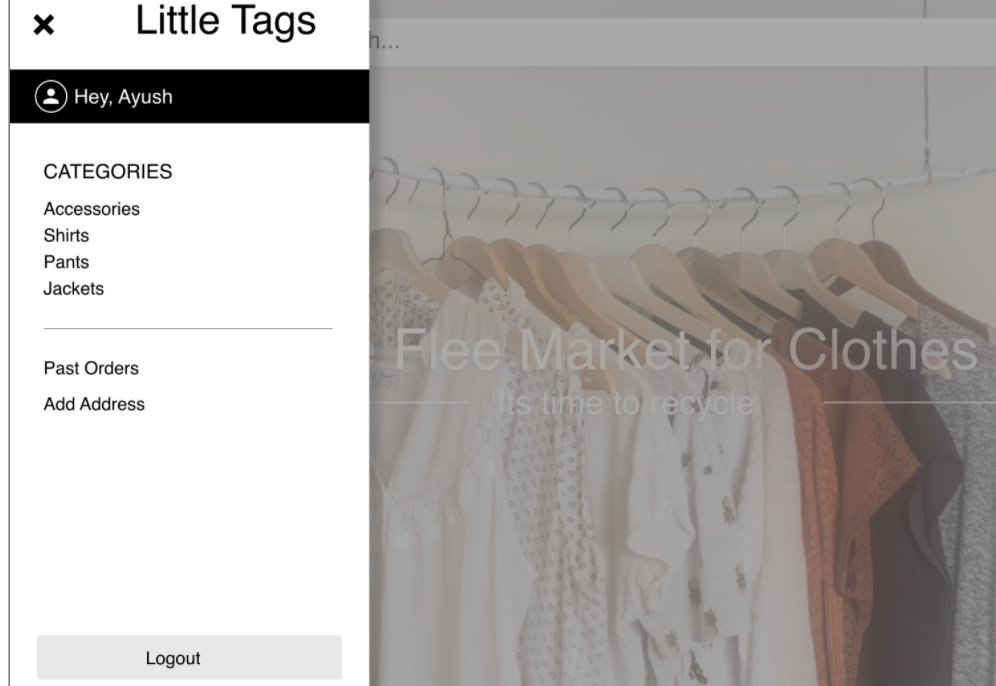 Little Tags
h...
Hey, Ayush
CATEGORIES
Accessories
Shirts
Pants
Jackets
Past Orders
Add Address
Logout
Flee Market for Clothes
Its time to recycle